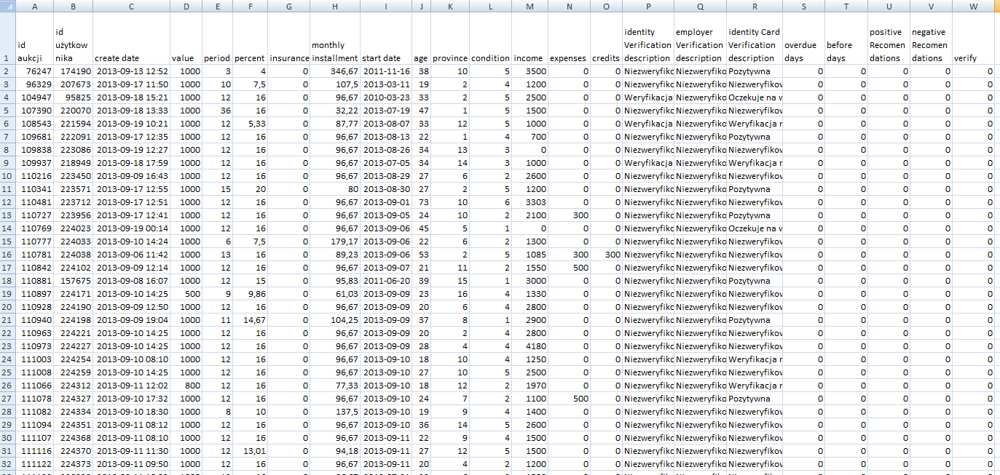 A B C D E F G H I J K L M N O P Q R S T U V W
1 id aukcji id użytkow nika create date value period percent insurance monthly installment start date age province condition income expenses credits identity Verification description employer Verification description identity Card Verification description overdue days before days positive Recomen dations negative Recomen dations verify
2 76247 174190 2013-09-13 12:52 1000 3 4 0 346,67 2011-11-16 38 10 5 3500 0 0 Niezweryfikc Niezweryfiko Pozytywna 0 0 0 0 0
3 96329 207673 2013-09-17 11:50 1000 10 7,5 0 107,5 2013-03-11 19 2 4 1200 0 0 Niezweryfikc Niezweryfiko Niezweryfikow 0 0 0 0 0
4 104947 95825 2013-09-18 15:21 1000 12 16 0 96,67 2010-03-23 33 2 5 2500 0 0 Weryfikacja Niezweryfiko Oczekuje na w 0 0 0 0 0
5 107390 220070 2013-09-18 13:33 1000 36 16 0 32,22 2013-07-19 47 1 5 1500 0 0 Niezweryfikc Niezweryfiko Niezweryfikow 0 0 0 0 0
6 108543 221594 2013-09-19 10:21 1000 12 5,33 0 87,77 2013-08-07 33 12 5 1000 0 0 Weryfikacja Niezweryfiko Weryfikacja r 0 0 0 0 0
7 109681 222091 2013-09-17 12:35 1000 12 16 0 96,67 2013-08-13 22 1 4 700 0 0 Niezweryfikc Niezweryfiko Pozytywna 0 0 0 0 0
8 109838 223086 2013-09-19 12:27 1000 12 16 0 96,67 2013-08-26 34 13 3 0 0 0 Niezweryfikc Niezweryfiko Niezweryfikow 0 0 0 0 0
9 109937 218949 2013-09-18 17:59 1000 12 16 0 96,67 2013-07-05 34 14 3 1000 0 0 Weryfikacja Niezweryfiko Weryfikacja r 0 0 0 0 0
10 110216 223450 2013-09-09 16:43 1000 12 16 0 96,67 2013-08-29 27 6 2 2600 0 0 Niezweryfikc Niezweryfiko Niezweryfikow 0 0 0 0 0
11 110341 223571 2013-09-17 12:55 1000 15 20 0 80 2013-08-30 27 2 5 1200 0 0 Niezweryfikc Niezweryfiko Pozytywna 0 0 0 0 0
12 110481 223712 2013-09-17 12:51 1000 12 16 0 96,67 2013-09-01 73 10 6 3303 0 0 Niezweryfikc Niezweryfiko Niezweryfikow 0 0 0 0 0
13 110727 223956 2013-09-17 12:41 1000 12 16 0 96,67 2013-09-05 24 10 2 2100 300 0 Niezweryfikc Niezweryfiko Pozytywna 0 0 0 0 0
14 110769 224023 2013-09-19 00:14 1000 12 16 0 96,67 2013-09-06 45 5 1 0 0 0 Niezweryfikc Niezweryfiko Oczekuje na w 0 0 0 0 0
15 110777 224033 2013-09-10 14:24 1000 6 7,5 0 179,17 2013-09-06 22 6 2 1300 0 0 Niezweryfikc Niezweryfiko Niezweryfikow 0 0 0 0 0
16 110781 224038 2013-09-06 11:42 1000 13 16 0 89,23 2013-09-06 53 2 5 1085 300 300 Niezweryfikc Niezweryfiko Niezweryfikow 0 0 0 0 0
17 110842 224102 2013-09-09 12:14 1000 12 16 0 96,67 2013-09-07 21 11 2 1550 500 0 Niezweryfikc Niezweryfiko Niezweryfikow 0 0 0 0 0
18 110881 157675 2013-09-08 16:07 1000 12 15 0 95,83 2011-06-20 39 15 1 3000 0 0 Niezweryfikc Niezweryfiko Pozytywna 0 0 0 0 0
19 110897 224171 2013-09-10 14:25 500 9 9,86 0 61,03 2013-09-09 23 16 4 1330 0 0 Niezweryfikc Niezweryfiko Niezweryfikow 0 0 0 0 0
20 110928 224190 2013-09-09 12:50 1000 12 16 0 96,67 2013-09-09 20 6 4 2800 0 0 Niezweryfikc Niezweryfiko Niezweryfikow 0 0 0 0 0
21 110940 224198 2013-09-09 19:04 1000 11 14,67 0 104,25 2013-09-09 37 8 1 2900 0 0 Niezweryfikc Niezweryfiko Pozytywna 0 0 0 0 0
22 110963 224221 2013-09-10 14:25 1000 12 16 0 96,67 2013-09-09 20 2 4 2800 0 0 Niezweryfikc Niezweryfiko Niezweryfikow 0 0 0 0 0
23 110973 224227 2013-09-10 14:25 1000 12 16 0 96,67 2013-09-09 28 4 4 4180 0 0 Niezweryfikc Niezweryfiko Niezweryfikow 0 0 0 0 0
24 111003 224254 2013-09-10 08:10 1000 12 16 0 96,67 2013-09-10 18 10 4 1250 0 0 Niezweryfikc Niezweryfiko Weryfikacja r 0 0 0 0 0
25 111008 224259 2013-09-10 14:25 1000 12 16 0 96,67 2013-09-10 27 10 5 2500 0 0 Niezweryfikc Niezweryfiko Niezweryfikow 0 0 0 0 0
26 111066 224312 2013-09-11 12:02 800 12 16 0 77,33 2013-09-10 18 12 2 1970 0 0 Niezweryfikc Niezweryfiko Weryfikacja r 0 0 0 0 0
27 111078 224327 2013-09-10 17:32 1000 12 16 0 96,67 2013-09-10 24 7 2 1100 500 0 Niezweryfikc Niezweryfiko Pozytywna 0 0 0 0 0
28 111082 224334 2013-09-10 18:30 1000 8 10 0 137,5 2013-09-10 19 9 4 1400 0 0 Niezweryfikc Niezweryfiko Niezweryfikow 0 0 0 0 0
29 111094 224351 2013-09-11 08:12 1000 12 16 0 96,67 2013-09-10 36 14 5 2600 0 0 Niezweryfikc Niezweryfiko Niezweryfikow 0 0 0 0 0
30 111107 224368 2013-09-11 08:10 1000 12 16 0 96,67 2013-09-11 22 9 4 1500 0 0 Niezweryfikc Niezweryfiko Niezweryfikow 0 0 0 0 0
31 111116 224370 2013-09-11 11:30 1000 12 13,01 0 94,18 2013-09-11 27 12 5 1500 0 0 Niezweryfikc Niezweryfiko Niezweryfikow 0 0 0 0 0
32 111122 224373 2013-09-11 09:50 1000 12 16 0 96,67 2013-09-11 20 4 2 1200 0 0 Niezweryfikc Niezweryfiko Niezweryfikow 0 0 0 0 0